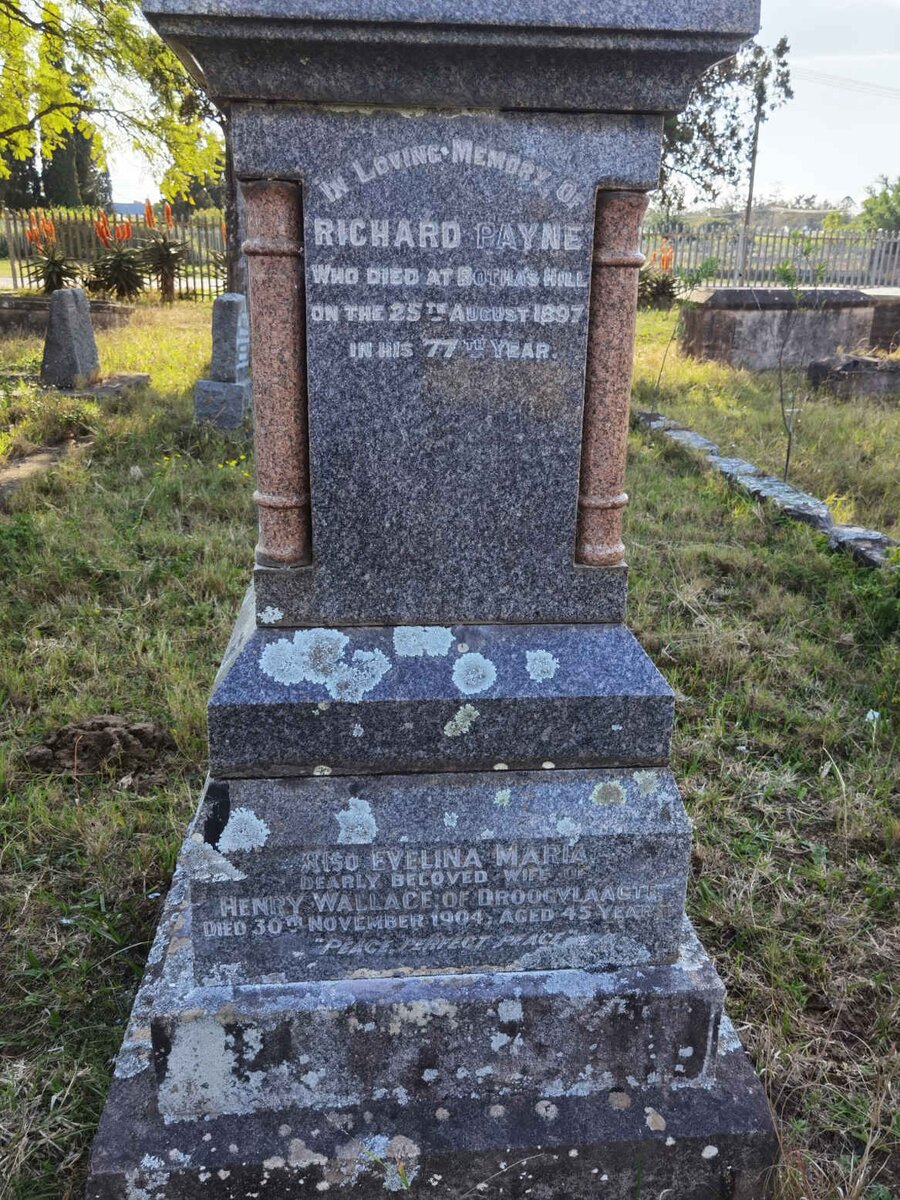 IN LOVING MEMORY OF
RICHARD PAYNE
WHO DIED AT BOTHA'S HILL
ON THE 25TH AUGUST 1897
IN HIS 77TH YEAR.
ALSO EVELINA MARIA
DEARLY BELOVED WIFE OF
HENRY WALLACE OF DROOGVLAAGTE
DIED 30TH NOVEMBER 1904, AGED 45 YEARS
"PEACE, PERFECT PEACE"